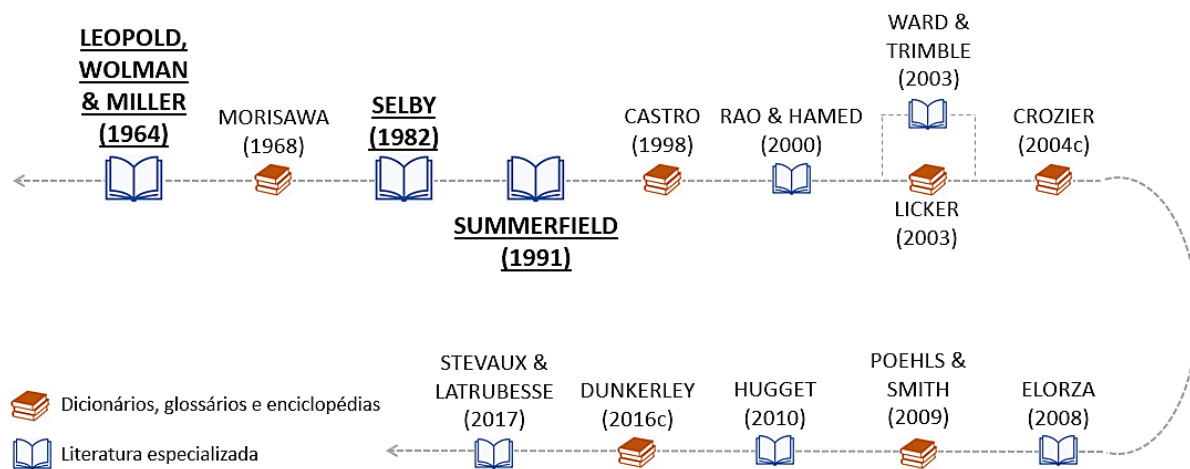 LEOPOLD,
WOLMAN
& MILLER
(1964)
MORISAWA
(1968)
SELBY
(1982)
SUMMERFIELD
(1991)
CASTRO
(1998)
RAO & HAMED
(2000)
WARD &
TRIMBLE
(2003)
LICKER
(2003)
CROZIER
(2004c)
STEVAUX &
LATRUBESSE
(2017)
DUNKERLEY
(2016c)
HUGGET
(2010)
POEHLS &
SMITH
(2009)
ELORZA
(2008)
Dicionários, glossários e enciclopédias
Literatura especializada